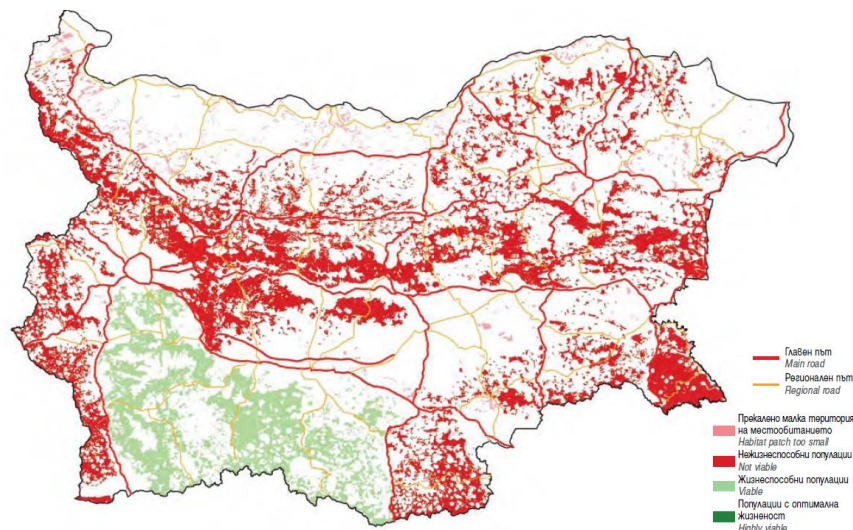 Главен път
Main road
Регионален път
Regional road
Прекалено малка територия
на местообитанието
Habitat patch too small
Нежизнеспособни популации
Not viable
Жизнеспособни популации
Viable
Популации с оптимална
жизненост
Highly viable